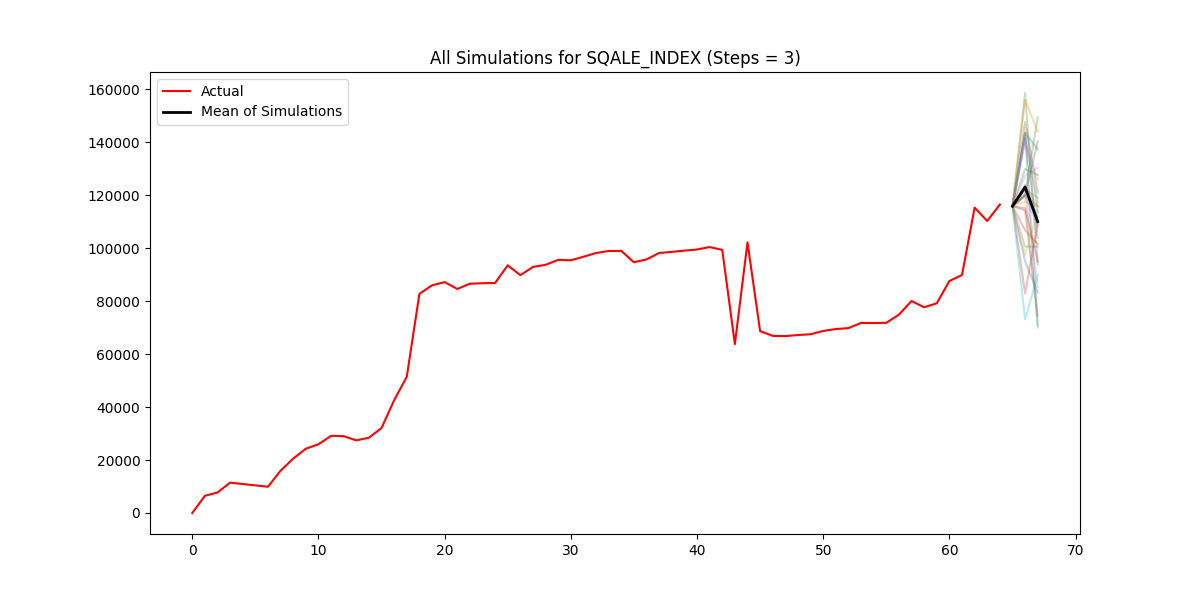 All Simulations for SQALE_INDEX (Steps = 3)
Actual
Mean of Simulations
160000
140000
120000
100000
80000
60000
40000
20000
0
0 10 20 30 40 50 60 70